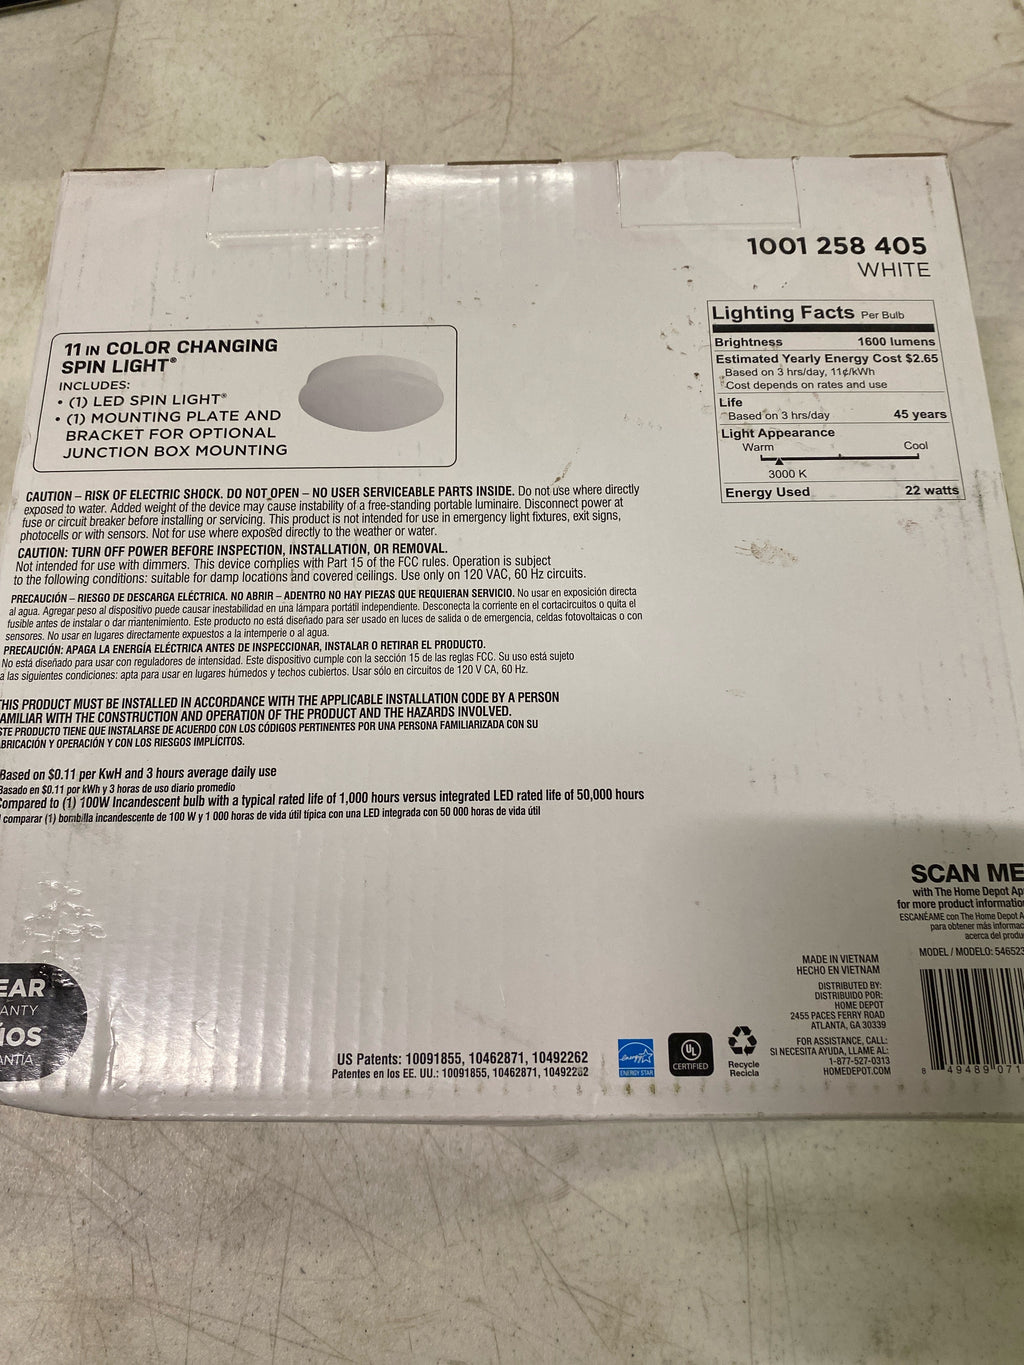 1001 258 405
WHITE
Lighting Facts Per Bulb
Brightness 1600 lumens
Estimated Yearly Energy Cost $2.65
Based on 3 hrs/day, 11¢/kWh
Cost depends on rates and use
Life
Based on 3 hrs/day 45 years
Light Appearance
Warm Cool
3000 K
Energy Used 22 watts
11 IN COLOR CHANGING
SPIN LIGHT®
INCLUDES:
• (1) LED SPIN LIGHT®
• (1) MOUNTING PLATE AND
BRACKET FOR OPTIONAL
JUNCTION BOX MOUNTING
CAUTION – RISK OF ELECTRIC SHOCK. DO NOT OPEN – NO USER SERVICEABLE PARTS INSIDE. Do not use where directly
exposed to water. Added weight of the device may cause instability of a free-standing portable luminaire. Disconnect power at
fuse or circuit breaker before installing or servicing. This product is not intended for use in emergency light fixtures, exit signs,
photocells or with sensors. Not for use where exposed directly to the weather or water.
CAUTION: TURN OFF POWER BEFORE INSPECTION, INSTALLATION, OR REMOVAL.
Not intended for use with dimmers. This device complies with Part 15 of the FCC rules. Operation is subject
to the following conditions: suitable for damp locations and covered ceilings. Use only on 120 VAC, 60 Hz circuits.
PRECAUCIÓN – RIESGO DE DESCARGA ELÉCTRICA. NO ABRIR – ADENTRO NO HAY PIEZAS QUE REQUIERAN SERVICIO. No usar en exposición directa
al agua. Agregar peso al dispositivo puede causar inestabilidad en una lámpara portátil independiente. Desconecta la corriente en el cortacircuitos o quita el
fusible antes de instalar o dar mantenimiento. Este producto no está diseñado para ser usado en luces de salida o de emergencia, celdas fotovoltaicas o con
sensores. No usar en lugares directamente expuestos a la intemperie o al agua.
PRECAUCIÓN: APAGA LA ENERGÍA ELÉCTRICA ANTES DE INSPECCIONAR, INSTALAR O RETIRAR EL PRODUCTO.
No está diseñado para usar con reguladores de intensidad. Este dispositivo cumple con la sección 15 de las reglas FCC. Su uso está sujeto
a las siguientes condiciones: apta para usar en lugares húmedos y techos cubiertos. Usar sólo en circuitos de 120 V CA, 60 Hz.
THIS PRODUCT MUST BE INSTALLED IN ACCORDANCE WITH THE APPLICABLE INSTALLATION CODE BY A PERSON
AMILIAR WITH THE CONSTRUCTION AND OPERATION OF THE PRODUCT AND THE HAZARDS INVOLVED.
STE PRODUCTO TIENE QUE INSTALARSE DE ACUERDO CON LOS CÓDIGOS PERTINENTES POR UNA PERSONA FAMILIARIZADA CON SU
BRICACIÓN Y OPERACIÓN Y CON LOS RIESGOS IMPLÍCITOS.
Based on $0.11 per KwH and 3 hours average daily use
Basado en $0.11 por kWh y 3 horas de uso diario promedio
Compared to (1) 100W Incandescent bulb with a typical rated life of 1,000 hours versus integrated LED rated life of 50,000 hours
comparar (1) bombilla incandescente de 100 W y 1 000 horas de vida útil típica con una LED integrada con 50 000 horas de vida útil
EAR
ANTY
ÑOS
ANTÍA
US Patents: 10091855, 10462871, 10492262
Patentes en los EE. UU.: 10091855, 10462871, 10492262
energy
ENERGY STAR
UL
CERTIFIED
Recycle
Recicla
MADE IN VIETNAM
HECHO EN VIETNAM
DISTRIBUTED BY:
DISTRIBUIDO POR:
HOME DEPOT
2455 PACES FERRY ROAD
ATLANTA, GA 30339
FOR ASSISTANCE, CALL:
SI NECESITA AYUDA, LLAME AL:
1-877-527-0313
HOMEDEPOT.COM
SCAN ME
with The Home Depot Ap
for more product informatio
ESCANÉAME con The Home Depot A
para obtener más informac
acerca del produ
MODEL / MODELO: 546523
8 49489 071